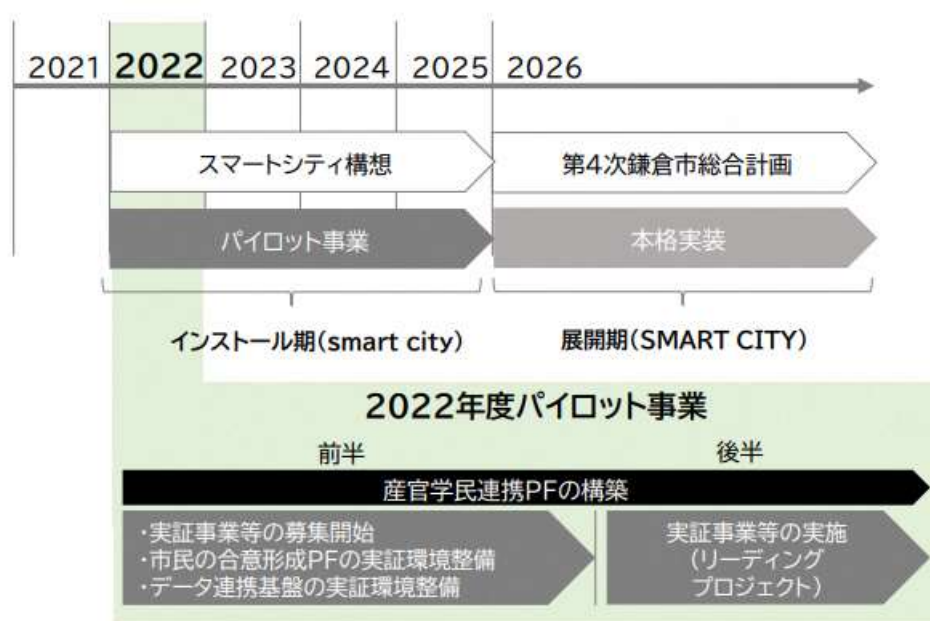 2021 2022 2023 2024 2025 2026
スマートシティ構想 第4次鎌倉市総合計画
パイロット事業 本格実装
インストール期(smart city) 展開期(SMART CITY)
2022年度パイロット事業
前半 後半
産官学民連携PFの構築
・実証事業等の募集開始
・市民の合意形成PFの実証環境整備
・データ連携基盤の実証環境整備
実証事業等の実施
(リーディング
プロジェクト)